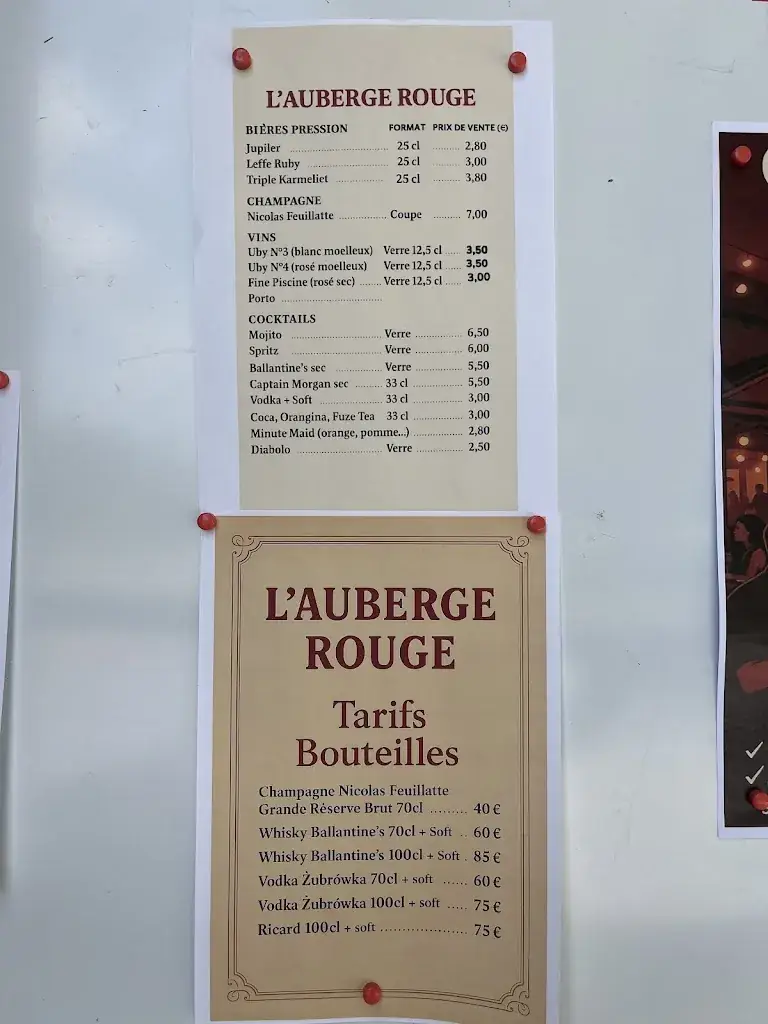 L'AUBERGE ROUGE
BIÈRES PRESSION FORMAT PRIX DE VENTE (€)
Jupiler ........ 25 cl ........ 2,80
Leffe Ruby ........ 25 cl ........ 3,00
Triple Karmeliet ........ 25 cl ........ 3,80
CHAMPAGNE
Nicolas Feuillatte ........ Coupe ........ 7,00
VINS
Uby N°3 (blanc moelleux) Verre 12,5 cl ..... 3,50
Uby N°4 (rosé moelleux) Verre 12,5 cl ..... 3,50
Fine Piscine (rosé sec) ....... Verre 12,5 cl ..... 3,00
Porto ........
COCKTAILS
Mojito ........ Verre ........ 6,50
Spritz ........ Verre ........ 6,00
Ballantine's sec ........ Verre ........ 5,50
Captain Morgan sec ........ 33 cl ........ 5,50
Vodka + Soft ........ 33 cl ........ 3,00
Coca, Orangina, Fuze Tea 33 cl ........ 3,00
Minute Maid (orange, pomme...) ........ 2,80
Diabolo ........ Verre ........ 2,50
L'AUBERGE
ROUGE
Tarifs
Bouteilles
Champagne Nicolas Feuillatte
Grande Réserve Brut 70cl ......... 40 €
Whisky Ballantine's 70cl + Soft .. 60 €
Whisky Ballantine's 100cl + Soft . 85 €
Vodka Żubrówka 70cl + soft ...... 60 €
Vodka Żubrówka 100cl + soft ..... 75 €
Ricard 100cl + soft ..................... 75 €